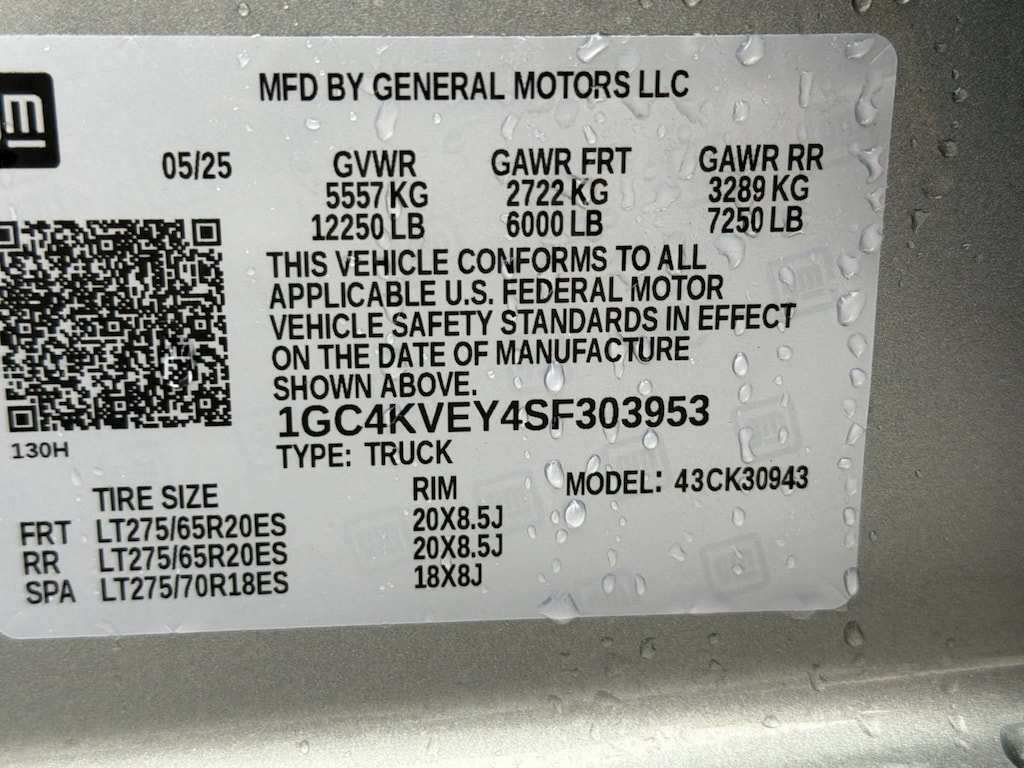 MFD BY GENERAL MOTORS LLC
05/25 GVWR GAWR FRT GAWR RR
5557 KG 2722 KG 3289 KG
12250 LB 6000 LB 7250 LB
THIS VEHICLE CONFORMS TO ALL
APPLICABLE U.S. FEDERAL MOTOR
VEHICLE SAFETY STANDARDS IN EFFECT
ON THE DATE OF MANUFACTURE
SHOWN ABOVE.
1GC4KVEY4SF303953
130H
TYPE: TRUCK
TIRE SIZE RIM MODEL: 43CK30943
FRT LT275/65R20ES 20X8.5J
RR LT275/65R20ES 20X8.5J
SPA LT275/70R18ES 18X8J